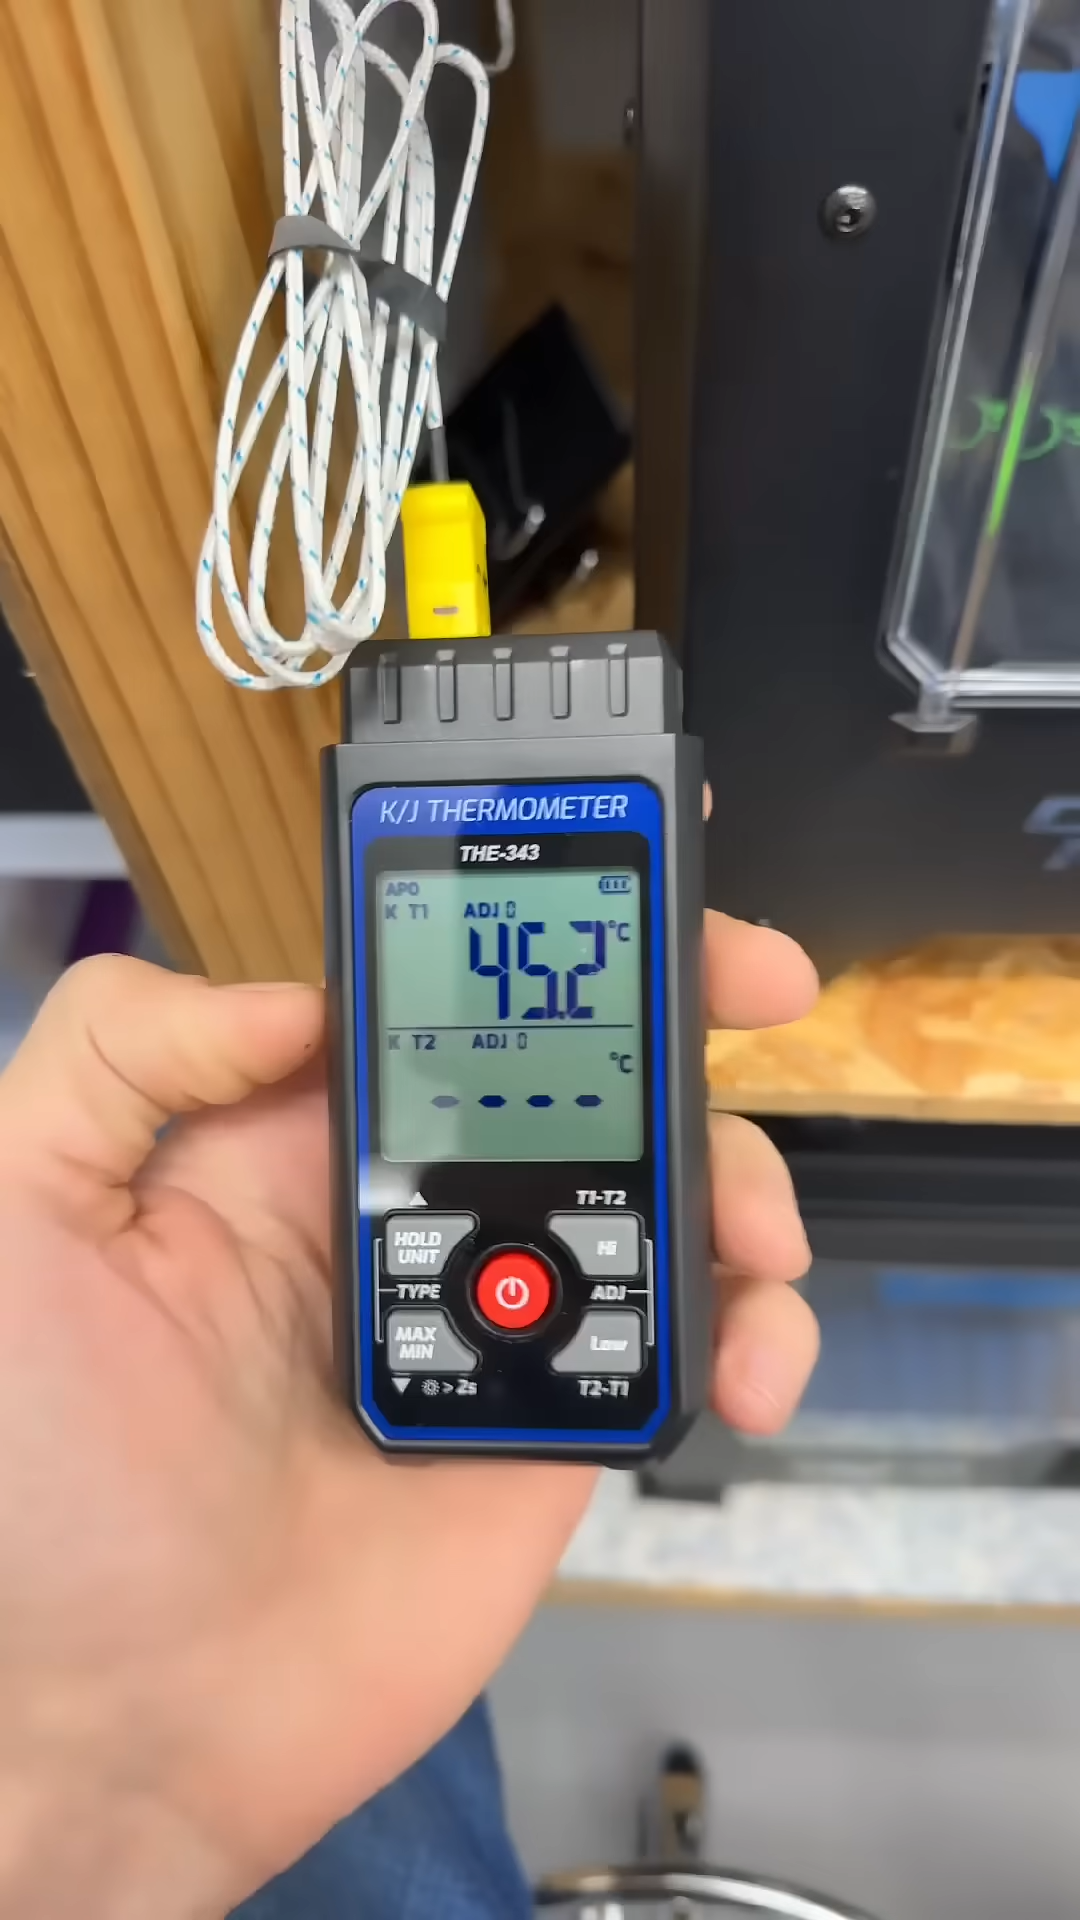 K/J THERMOMETER
THE-343
APO
K T1 ADJ 0
45.2 °C
K T2 ADJ 0
°C
- - - -
▲ T1-T2
HOLD UNIT
Hi
TYPE
ADJ
MAX MIN
Low
▼ >2s
T2-T1